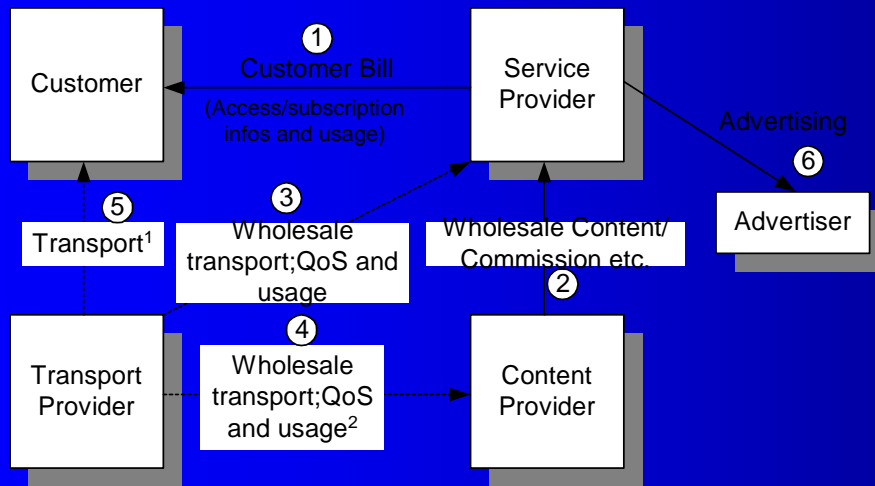 1
Customer
Customer Bill
Service
Provider
(Access/subscription
infos and usage)
Advertising
6
Advertiser
5
Transport¹
3
Wholesale
transport;QoS and
usage
Wholesale Content/
Commission etc.
2
4
Transport
Provider
Wholesale
transport;QoS
and usage²
Content
Provider